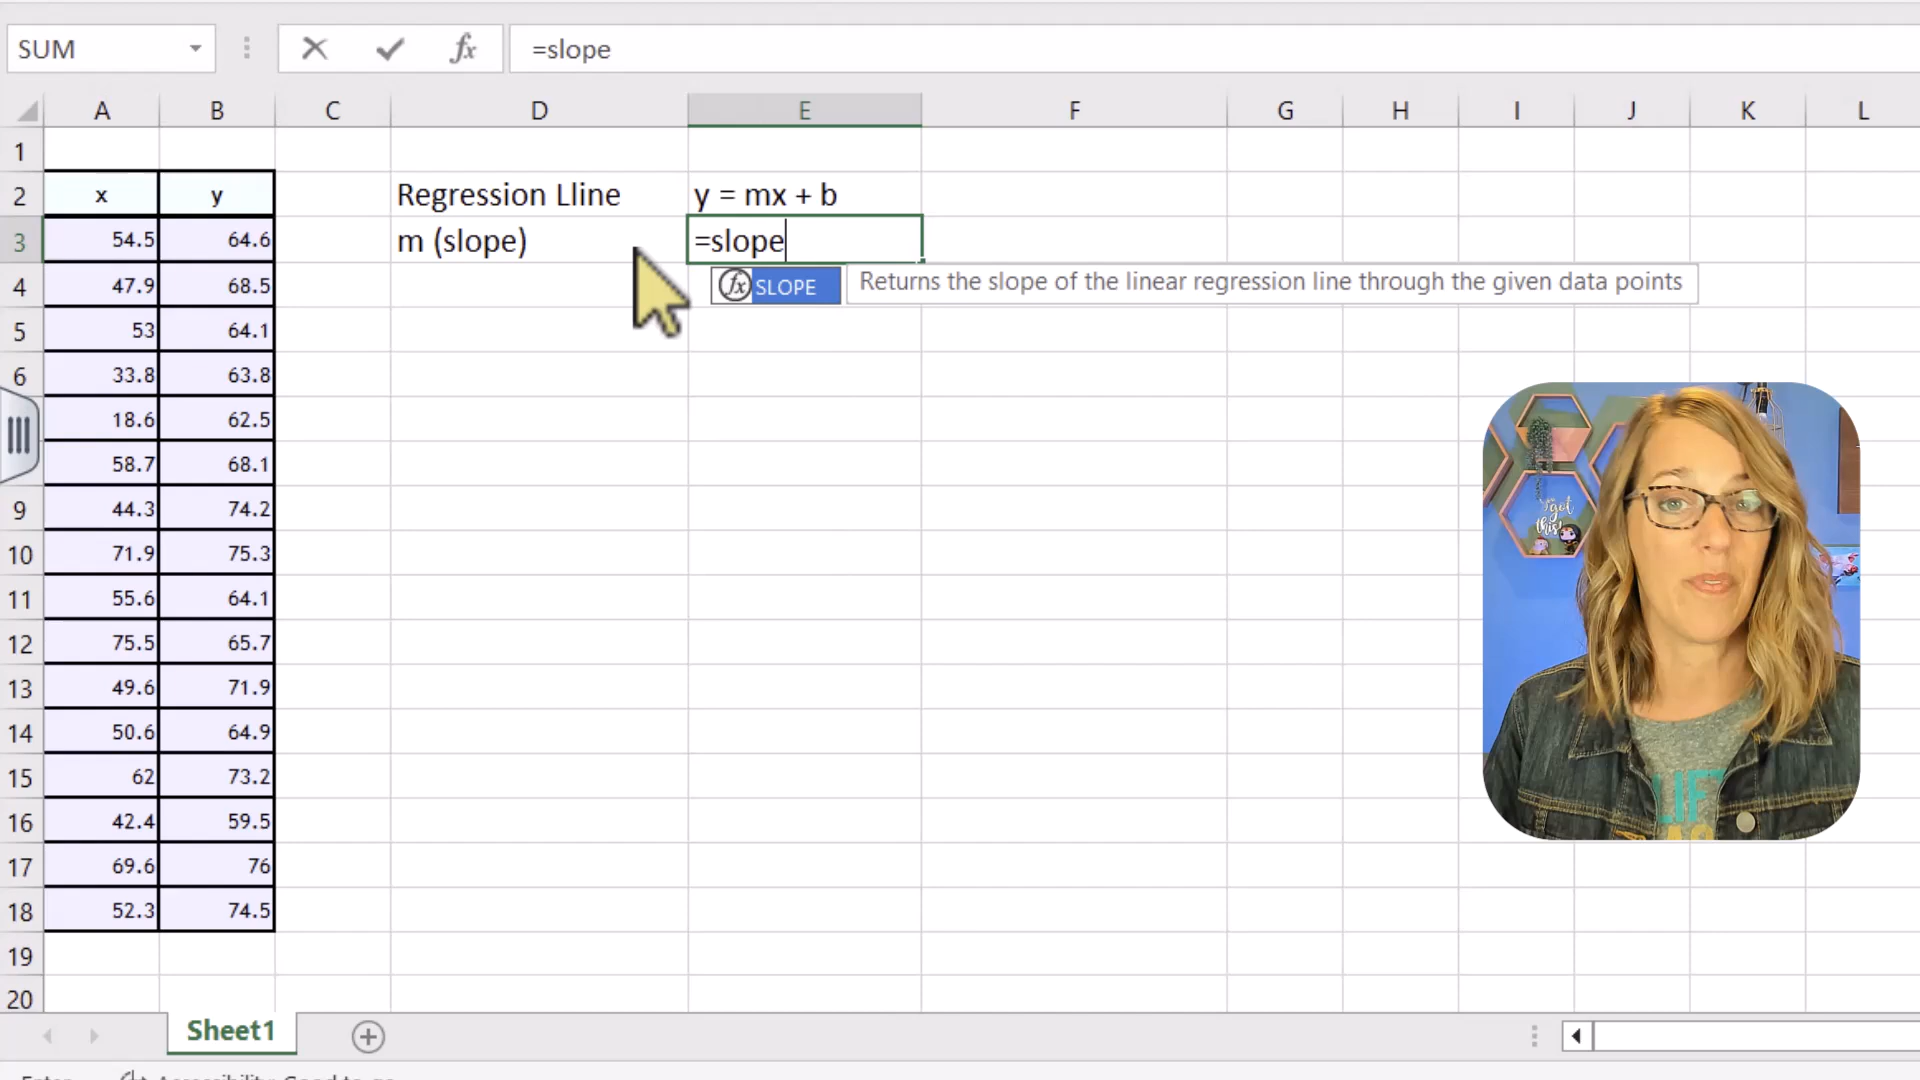 SUM =slope
A B C D E F G H I J K L
1
2 x y Regression Lline y = mx + b
3 54.5 64.6 m (slope) =slope
4 47.9 68.5 fx SLOPE Returns the slope of the linear regression line through the given data points
5 53 64.1
6 33.8 63.8
18.6 62.5
58.7 68.1
9 44.3 74.2
10 71.9 75.3
11 55.6 64.1
12 75.5 65.7
13 49.6 71.9
14 50.6 64.9
15 62 73.2
16 42.4 59.5
17 69.6 76
18 52.3 74.5
19
20
got
this!
Sheet1